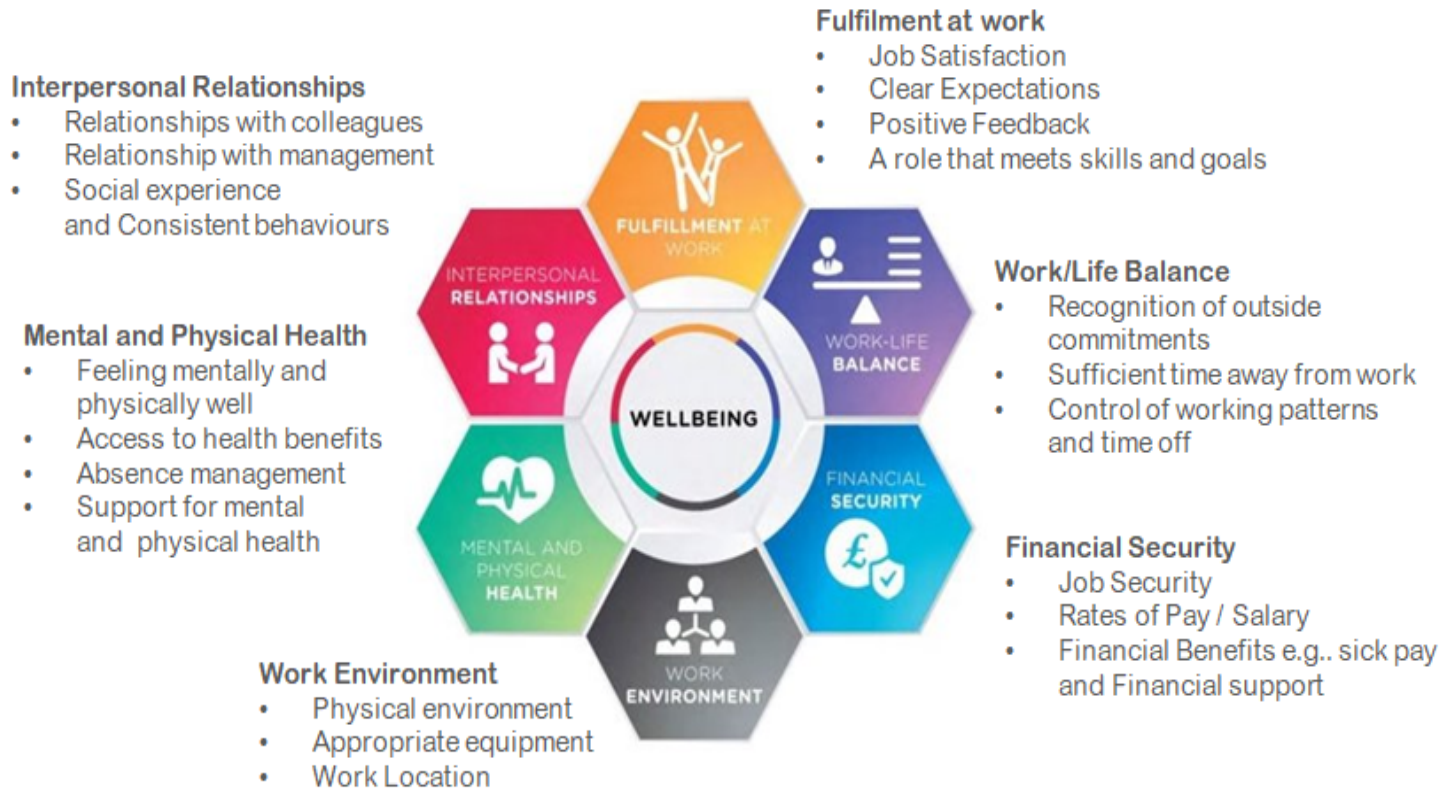 Fulfilment at work
• Job Satisfaction
• Clear Expectations
• Positive Feedback
• A role that meets skills and goals
Interpersonal Relationships
• Relationships with colleagues
• Relationship with management
• Social experience
and Consistent behaviours
Mental and Physical Health
• Feeling mentally and
physically well
• Access to health benefits
• Absence management
• Support for mental
and physical health
FULFILLMENT AT
WORK
INTERPERSONAL
RELATIONSHIPS
WORK-LIFE
BALANCE
WELLBEING
MENTAL AND
PHYSICAL
HEALTH
FINANCIAL
SECURITY
£
WORK
ENVIRONMENT
Work/Life Balance
• Recognition of outside
commitments
• Sufficient time away from work
• Control of working patterns
and time off
Financial Security
• Job Security
• Rates of Pay / Salary
• Financial Benefits e.g.. sick pay
and Financial support
Work Environment
• Physical environment
• Appropriate equipment
• Work Location